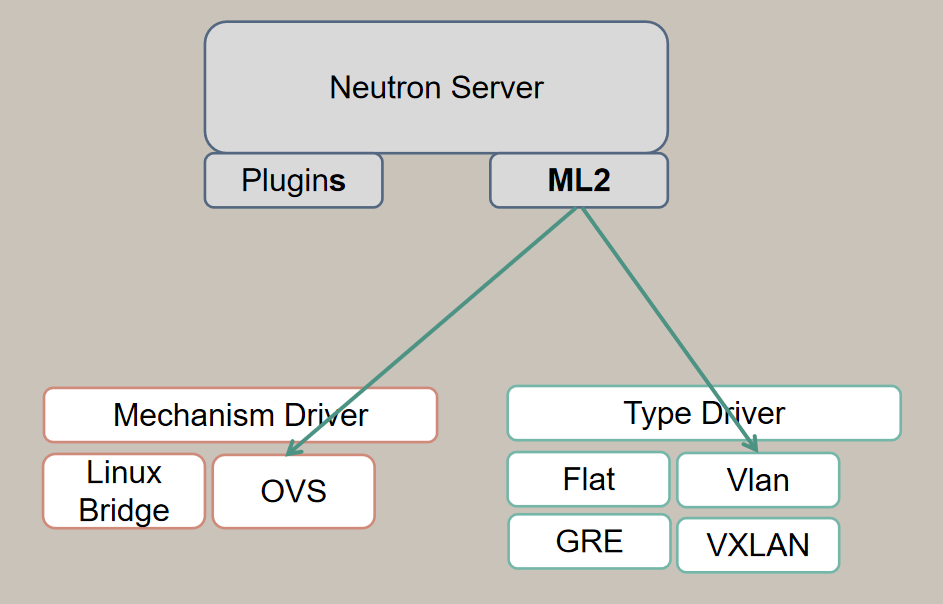 Neutron Server
Plugins
ML2
Mechanism Driver
Linux
Bridge
OVS
Type Driver
Flat
Vlan
GRE
VXLAN